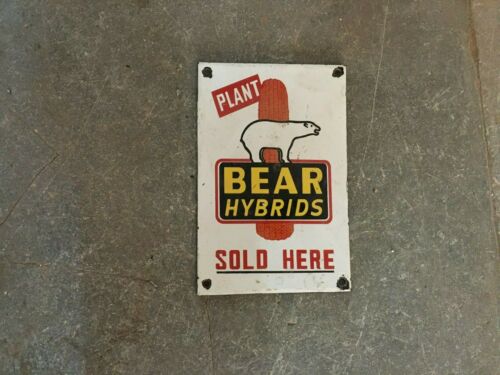 PLANT
BEAR
HYBRIDS
SOLD HERE